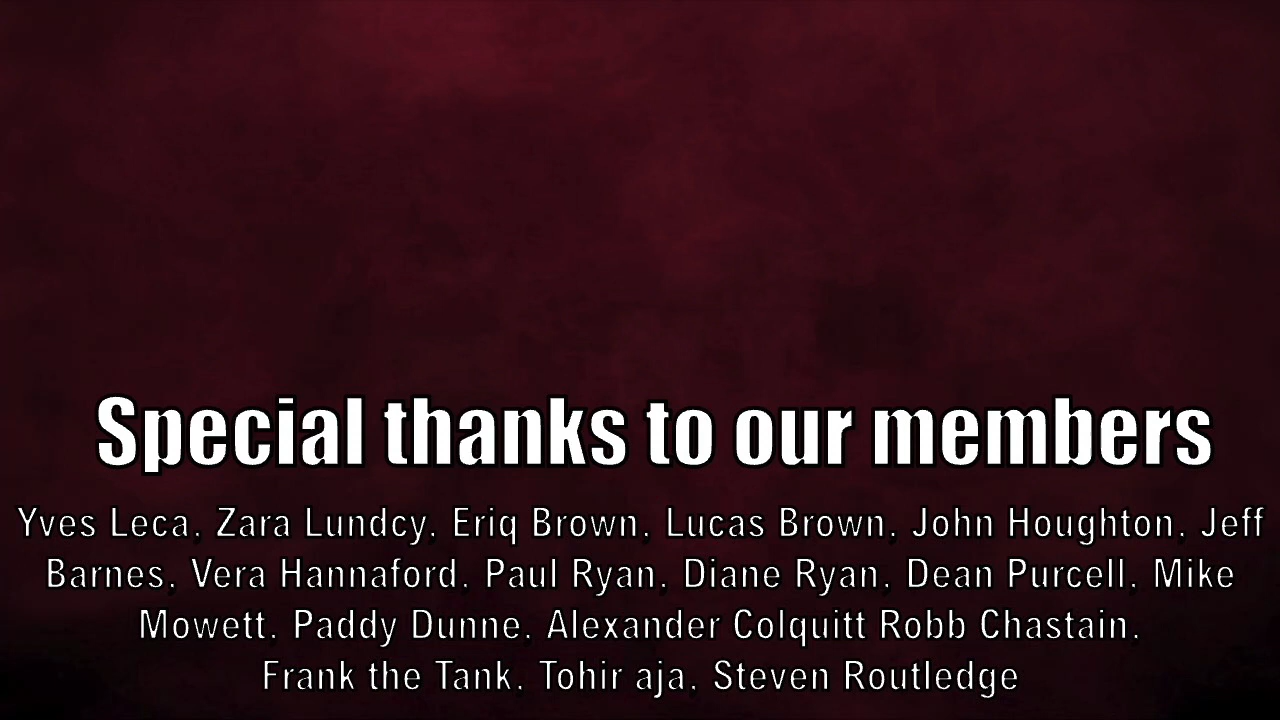 Special thanks to our members
Yves Leca, Zara Lundcy, Eriq Brown, Lucas Brown, John Houghton, Jeff
Barnes, Vera Hannaford, Paul Ryan, Diane Ryan, Dean Purcell, Mike
Mowett, Paddy Dunne, Alexander Colquitt Robb Chastain,
Frank the Tank, Tohir aja, Steven Routledge